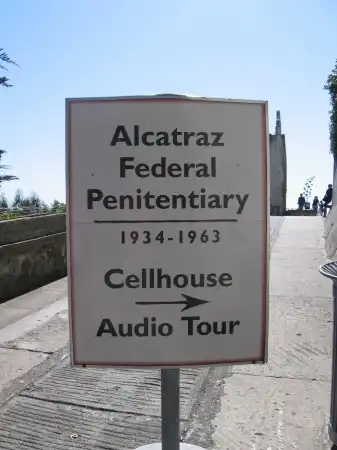 Alcatraz
Federal
Penitentiary
1934-1963
Cellhouse
Audio Tour